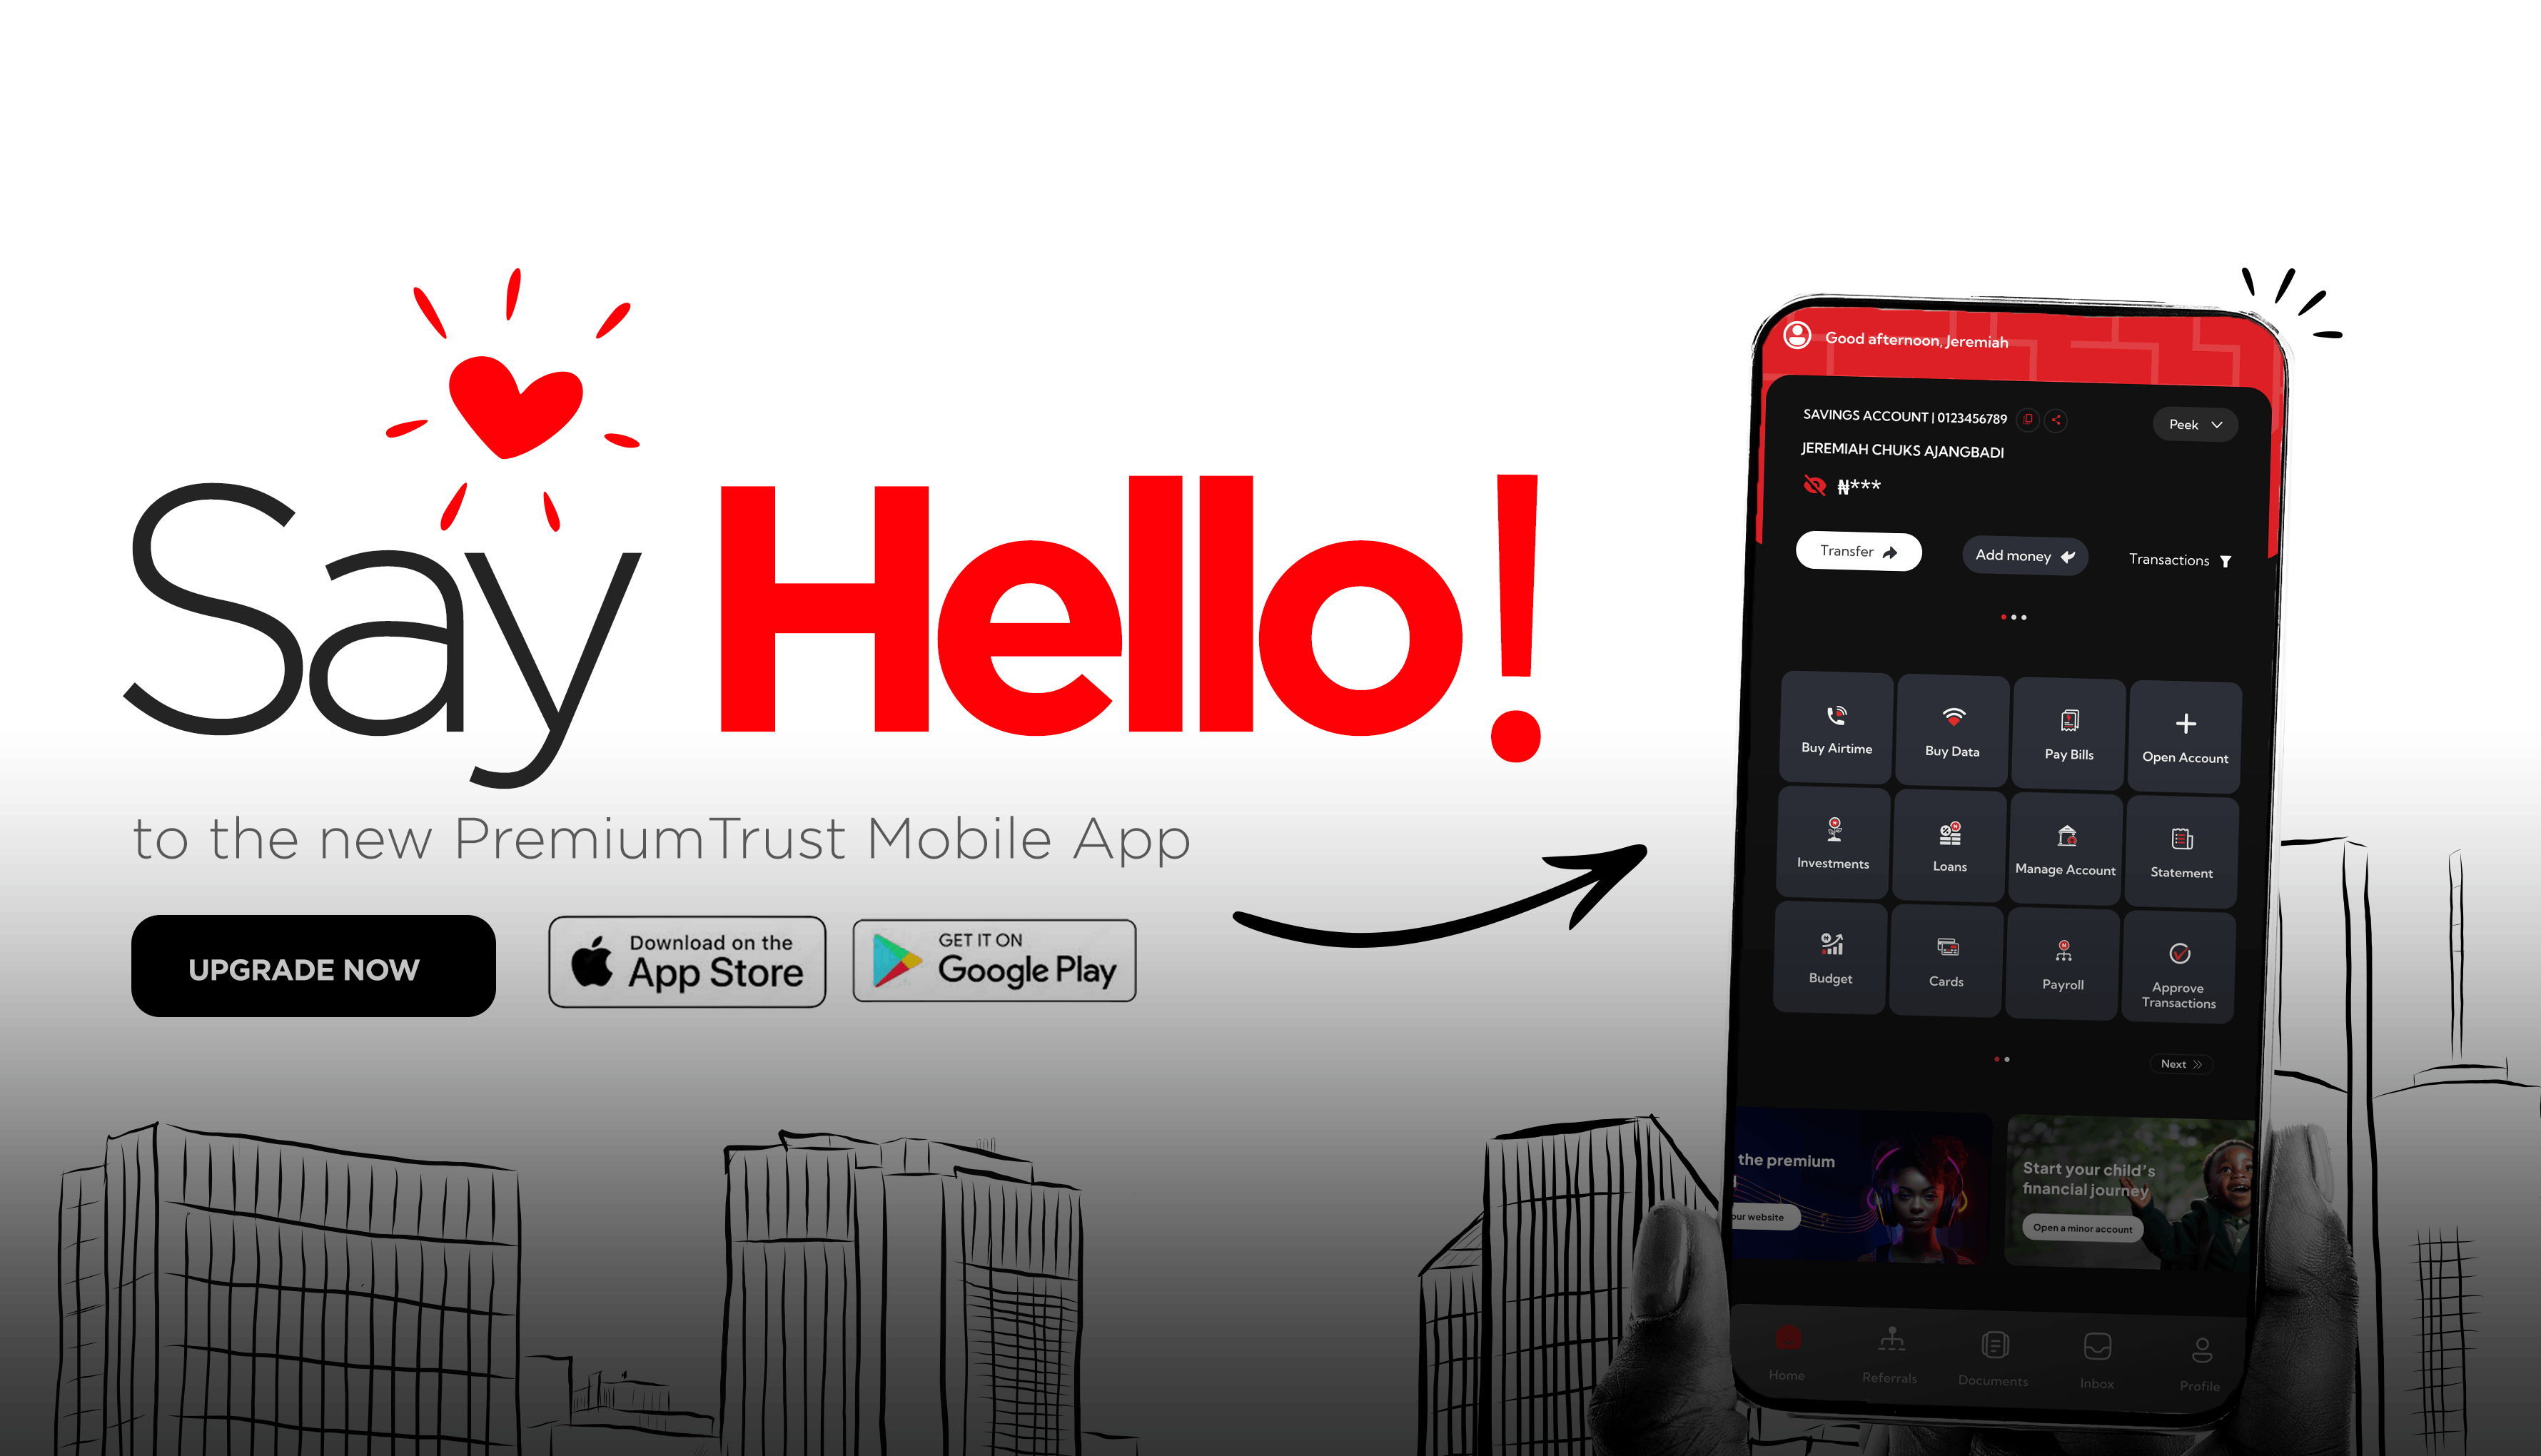 Say Hello!
to the new PremiumTrust Mobile App
UPGRADE NOW
Download on the
App Store
GET IT ON
Google Play
Good afternoon, Jeremiah
SAVINGS ACCOUNT | 0123456789
Peek
JEREMIAH CHUKS AJANGBADI
₦***
Transfer
Add money
Transactions
Buy Airtime
Buy Data
Pay Bills
Open Account
Investments
Loans
Manage Account
Statement
Budget
Cards
Payroll
Approve
Transactions
Next
the premium
our website
Start your child's
financial journey
Open a minor account
Home
Referrals
Documents
Inbox
Profile